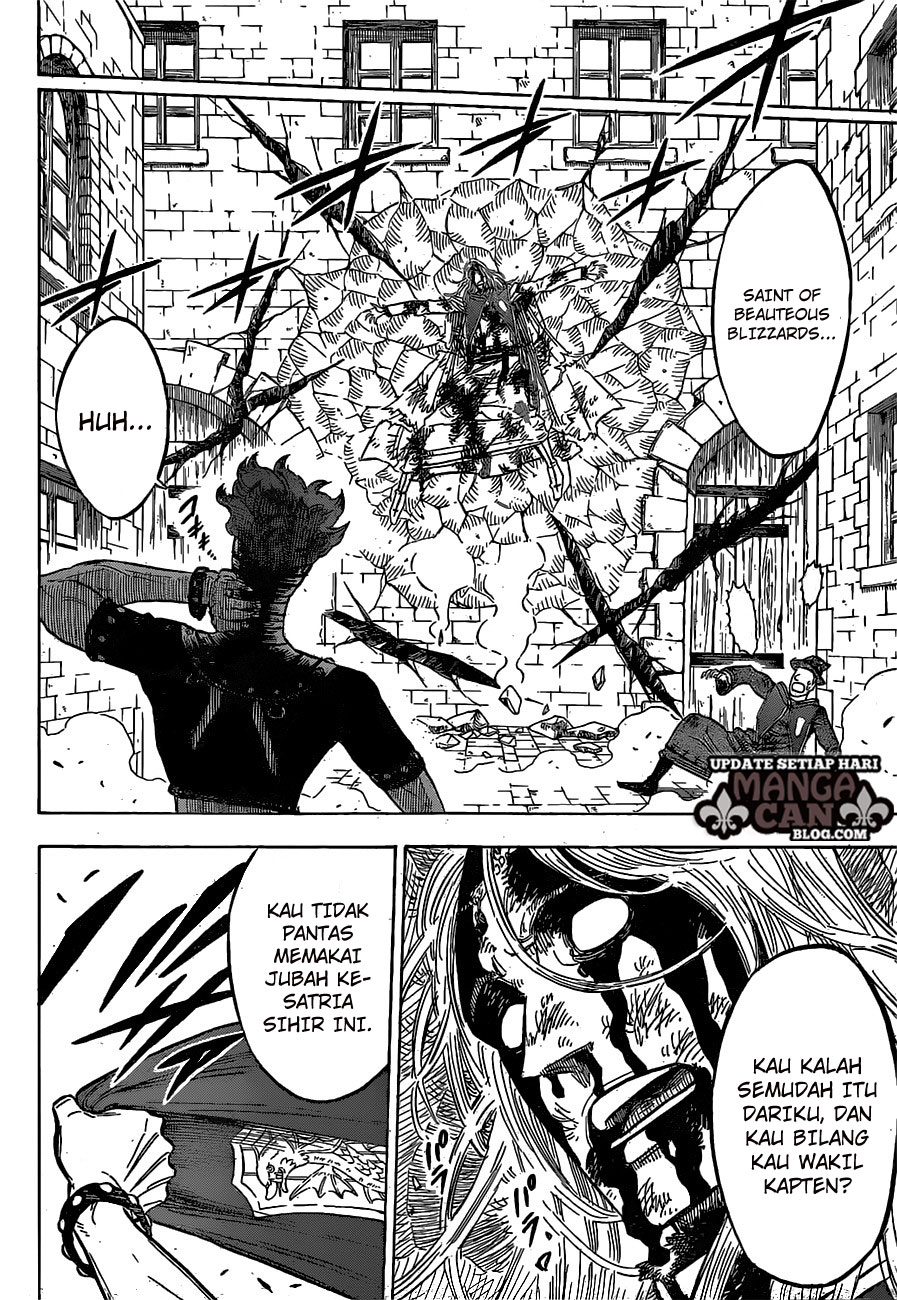 SAINT OF
BEAUTEOUS
BLIZZARDS...
HUH...
UPDATE SETIAP HARI
MANGA
CAN
BLOG.COM
KAU KALAH
SEMUDAH ITU
DARIKU, DAN
KAU BILANG
KAU WAKIL
KAPTEN?
KAU TIDAK
PANTAS
MEMAKAI
JUBAH KE-
SATRIA
SIHIR INI.